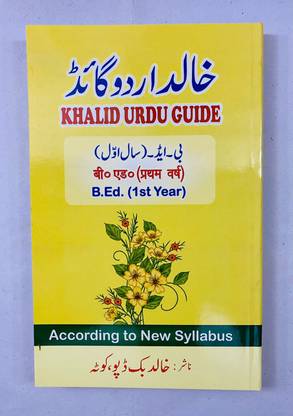 خالد اردو گائڈ
KHALID URDU GUIDE
بی۔ایڈ۔(سال اوّل)
बी० एड० (प्रथम वर्ष)
B.Ed. (1st Year)
According to New Syllabus
ناشر: خالد بک ڈپو، کوٹہ